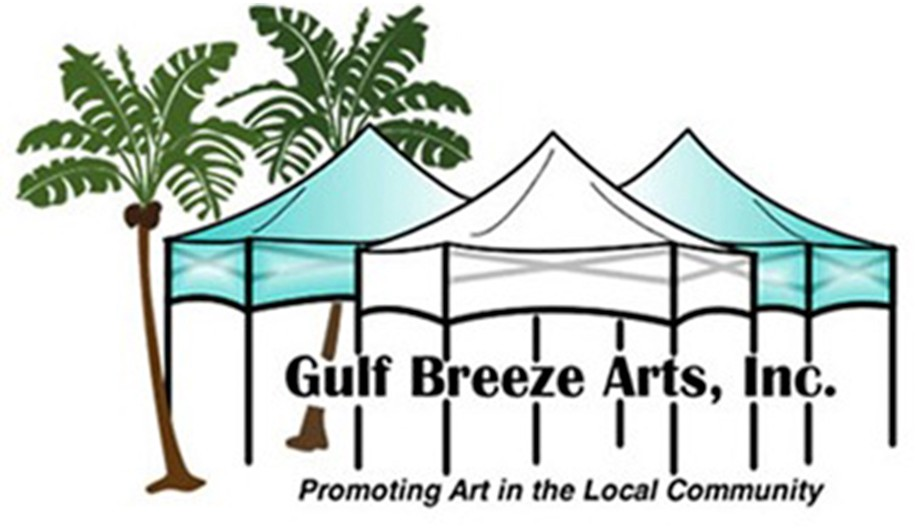 Gulf Breeze Arts, Inc.
Promoting Art in the Local Community